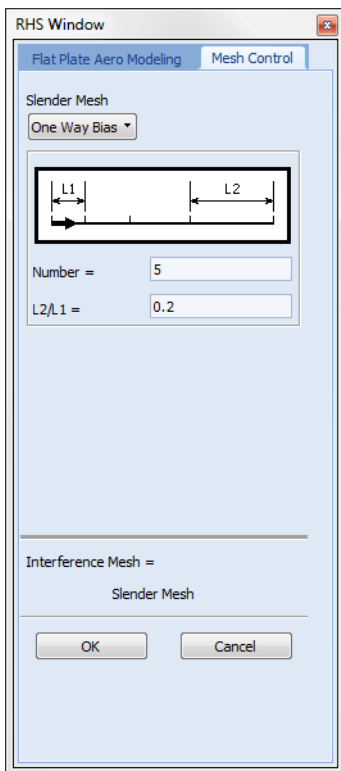 RHS Window
Flat Plate Aero Modeling Mesh Control
Slender Mesh
One Way Bias
L1 L2
Number = 5
L2/L1 = 0.2
Interference Mesh =
Slender Mesh
OK Cancel